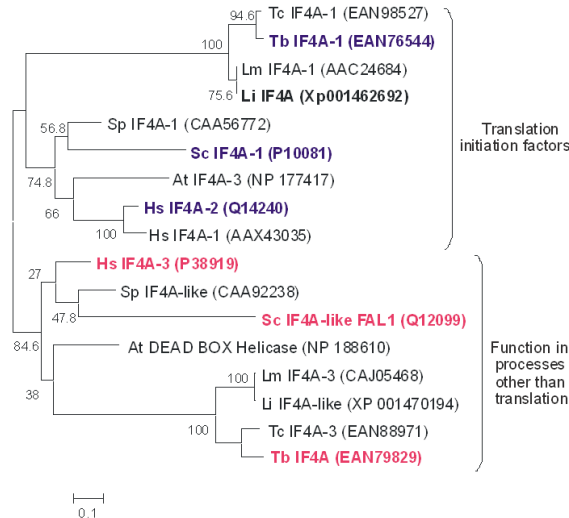 Tc IF4A-1 (EAN98527)
94.6
Tb IF4A-1 (EAN76544)
100
Lm IF4A-1 (AAC24684)
75.6
Li IF4A (Xp001462692)
Sp IF4A-1 (CAA56772)
56.8
Sc IF4A-1 (P10081)
74.8
At IF4A-3 (NP 177417)
66
Hs IF4A-2 (Q14240)
100
Hs IF4A-1 (AAX43035)
Translation
initiation factors
Hs IF4A-3 (P38919)
27
Sp IF4A-like (CAA92238)
47.8
Sc IF4A-like FAL1 (Q12099)
84.6
At DEAD BOX Helicase (NP 188610)
38
Lm IF4A-3 (CAJ05468)
100
Li IF4A-like (XP 001470194)
100
Tc IF4A-3 (EAN88971)
Tb IF4A (EAN79829)
Function in
processes
other than
translation
0.1